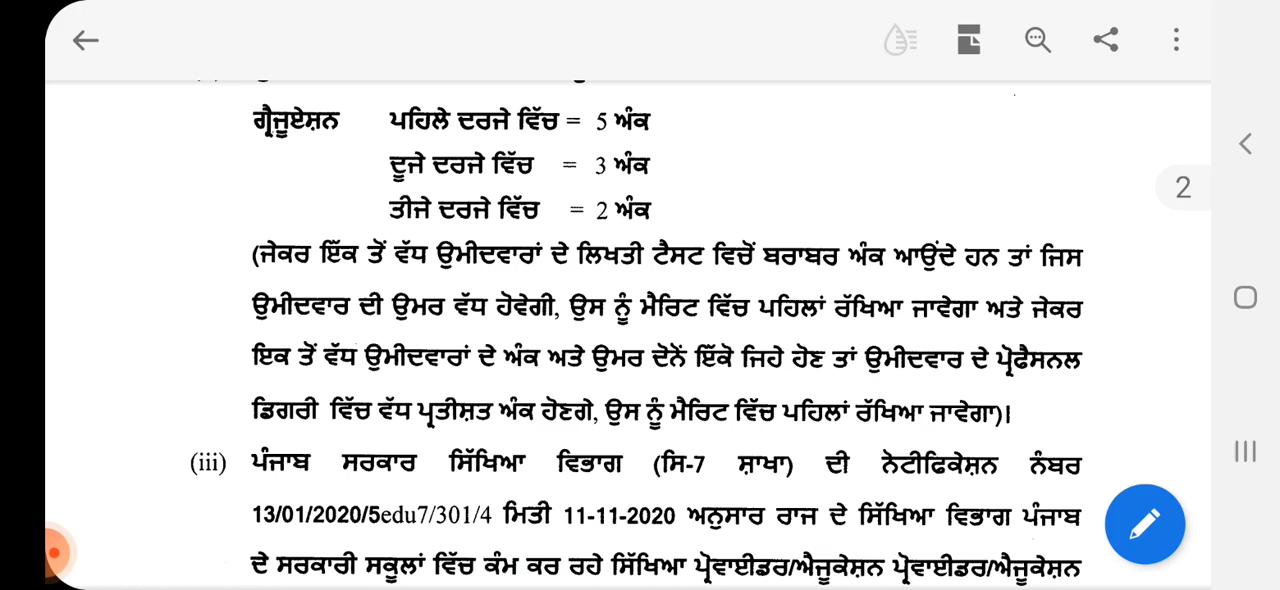 ਗ੍ਰੈਜੂਏਸ਼ਨ ਪਹਿਲੇ ਦਰਜੇ ਵਿੱਚ = 5 ਅੰਕ
2
ਦੂਜੇ ਦਰਜੇ ਵਿੱਚ = 3 ਅੰਕ
ਤੀਜੇ ਦਰਜੇ ਵਿੱਚ = 2 ਅੰਕ
(ਜੇਕਰ ਇੱਕ ਤੋਂ ਵੱਧ ਉਮੀਦਵਾਰਾਂ ਦੇ ਲਿਖਤੀ ਟੈਸਟ ਵਿਚੋਂ ਬਰਾਬਰ ਅੰਕ ਆਉਂਦੇ ਹਨ ਤਾਂ ਜਿਸ
ਉਮੀਦਵਾਰ ਦੀ ਉਮਰ ਵੱਧ ਹੋਵੇਗੀ, ਉਸ ਨੂੰ ਮੈਰਿਟ ਵਿੱਚ ਪਹਿਲਾਂ ਰੱਖਿਆ ਜਾਵੇਗਾ ਅਤੇ ਜੇਕਰ
ਇਕ ਤੋਂ ਵੱਧ ਉਮੀਦਵਾਰਾਂ ਦੇ ਅੰਕ ਅਤੇ ਉਮਰ ਦੋਨੋਂ ਇੱਕੋ ਜਿਹੇ ਹੋਣ ਤਾਂ ਉਮੀਦਵਾਰ ਦੇ ਪ੍ਰੋਫੈਸਨਲ
ਡਿਗਰੀ ਵਿੱਚ ਵੱਧ ਪ੍ਰਤੀਸ਼ਤ ਅੰਕ ਹੋਣਗੇ, ਉਸ ਨੂੰ ਮੈਰਿਟ ਵਿੱਚ ਪਹਿਲਾਂ ਰੱਖਿਆ ਜਾਵੇਗਾ)।
(iii) ਪੰਜਾਬ ਸਰਕਾਰ ਸਿੱਖਿਆ ਵਿਭਾਗ (ਸਿ-7 ਸ਼ਾਖਾ) ਦੀ ਨੋਟੀਫਿਕੇਸ਼ਨ ਨੰਬਰ
13/01/2020/5edu7/301/4 ਮਿਤੀ 11-11-2020 ਅਨੁਸਾਰ ਰਾਜ ਦੇ ਸਿੱਖਿਆ ਵਿਭਾਗ ਪੰਜਾਬ
ਦੇ ਸਰਕਾਰੀ ਸਕੂਲਾਂ ਵਿੱਚ ਕੰਮ ਕਰ ਰਹੇ ਸਿੱਖਿਆ ਪ੍ਰੋਵਾਈਡਰ/ਐਜੂਕੇਸ਼ਨ ਪ੍ਰੋਵਾਈਡਰ/ਐਜੂਕੇਸ਼ਨ